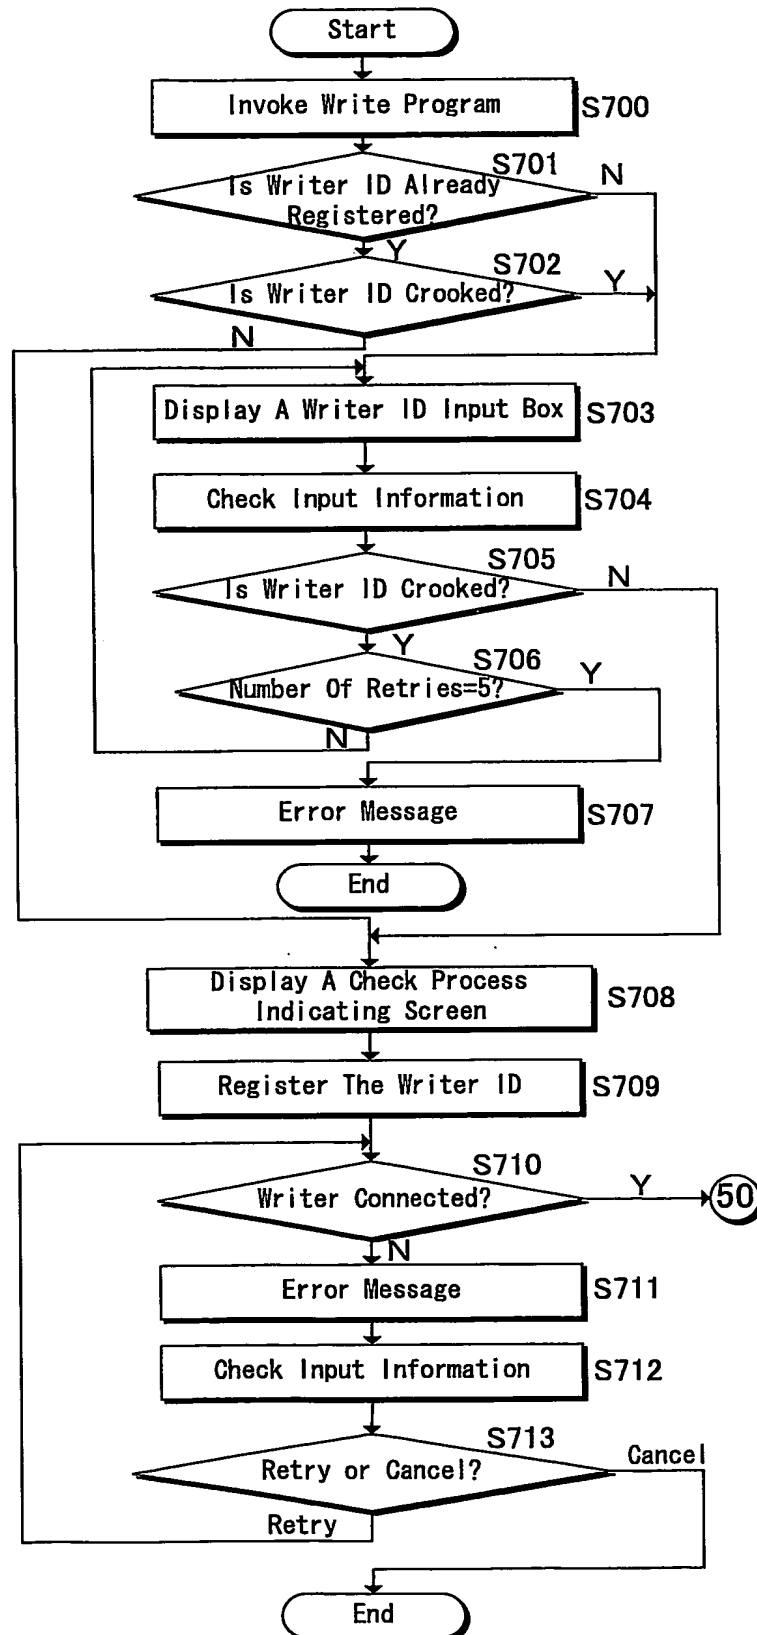 Start
Invoke Write Program
S700
S701
Is Writer ID Already
Registered?
N
Y
S702
Is Writer ID Crooked?
Y
N
Display A Writer ID Input Box
S703
Check Input Information
S704
S705
Is Writer ID Crooked?
N
Y
S706
Number Of Retries=5?
Y
N
Error Message
S707
End
Display A Check Process
Indicating Screen
S708
Register The Writer ID
S709
S710
Writer Connected?
Y
50
N
Error Message
S711
Check Input Information
S712
S713
Retry or Cancel?
Cancel
Retry
End